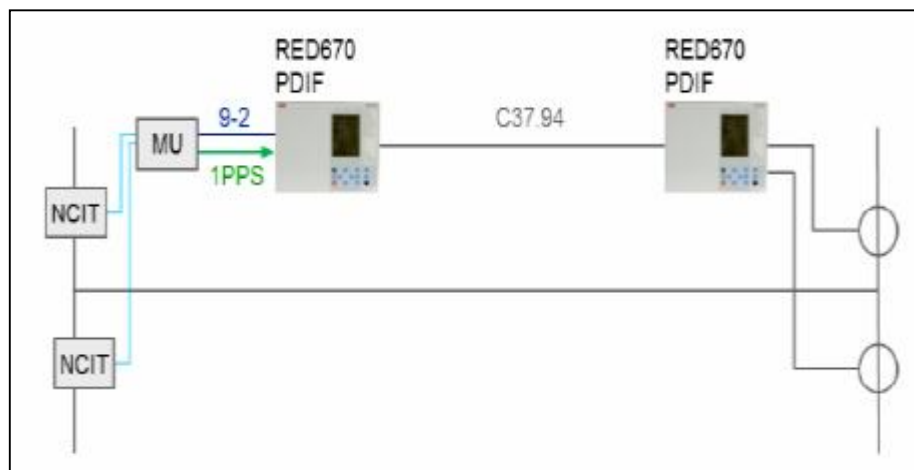 RED670
PDIF
RED670
PDIF
9-2
C37.94
MU
1PPS
NCIT
NCIT